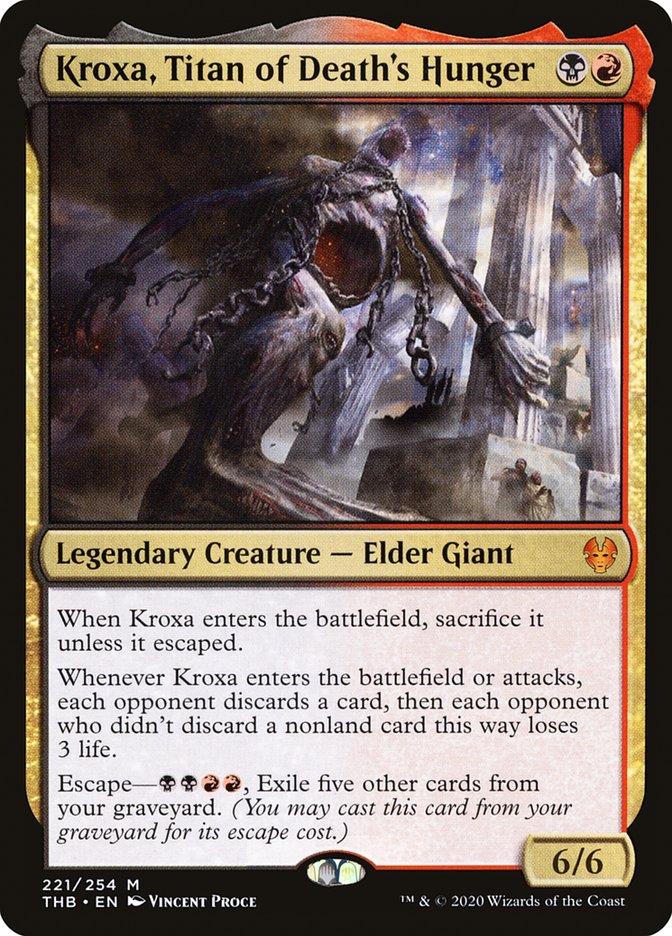 Kroxa, Titan of Death's Hunger
Legendary Creature — Elder Giant
When Kroxa enters the battlefield, sacrifice it
unless it escaped.
Whenever Kroxa enters the battlefield or attacks,
each opponent discards a card, then each opponent
who didn't discard a nonland card this way loses
3 life.
Escape—, Exile five other cards from
your graveyard. (You may cast this card from your
graveyard for its escape cost.)
6/6
221/254 M
THB • EN Vincent Proce
™ & © 2020 Wizards of the Coast